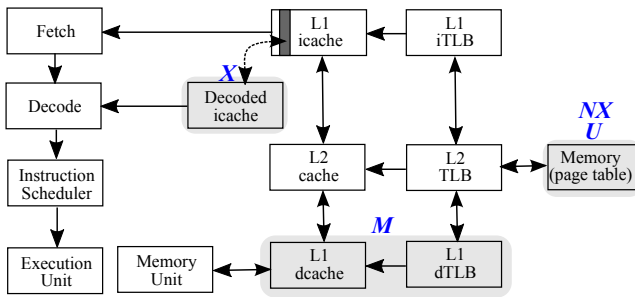 Fetch
L1
icache
L1
iTLB
X
Decode
Decoded
icache
NX
U
Instruction
Scheduler
L2
cache
L2
TLB
Memory
(page table)
M
Execution
Unit
Memory
Unit
L1
dcache
L1
dTLB